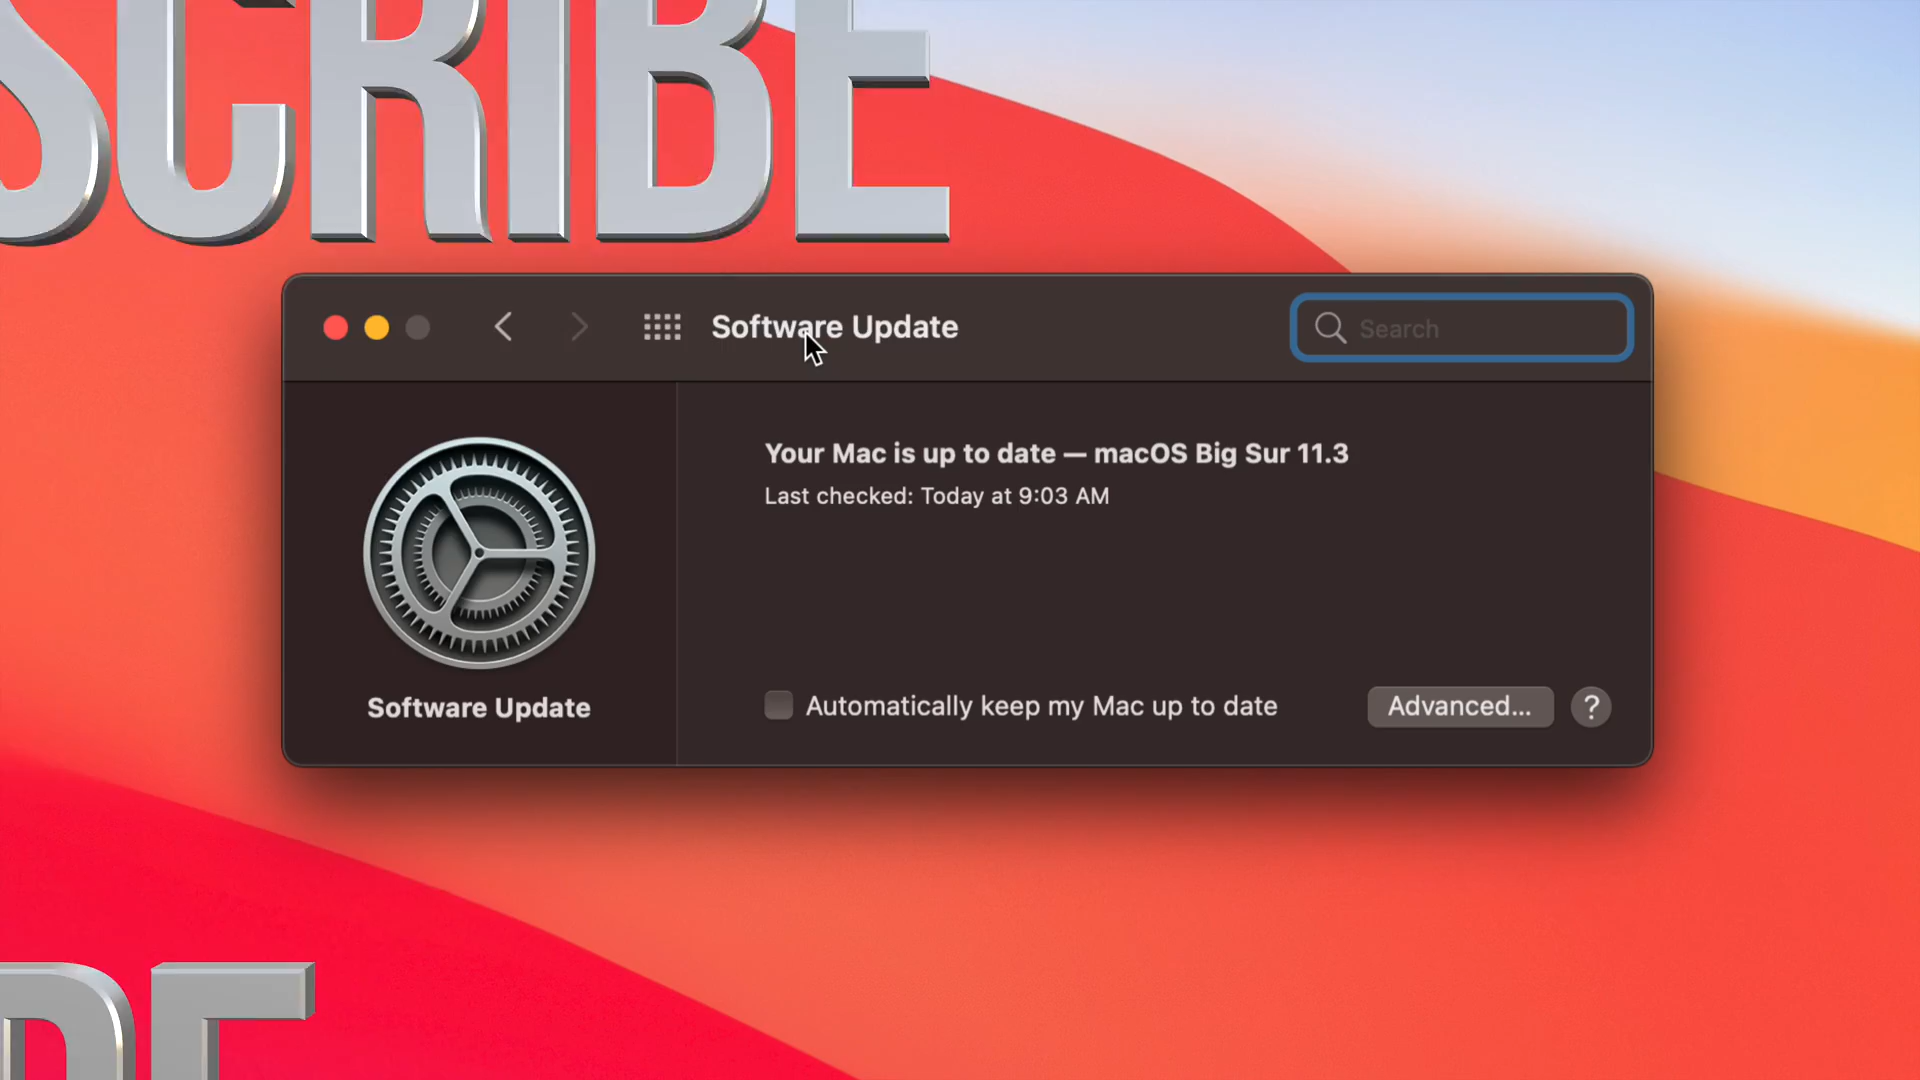 SCRIBE
Software Update
Search
Your Mac is up to date — macOS Big Sur 11.3
Last checked: Today at 9:03 AM
Software Update
Automatically keep my Mac up to date
Advanced...
?